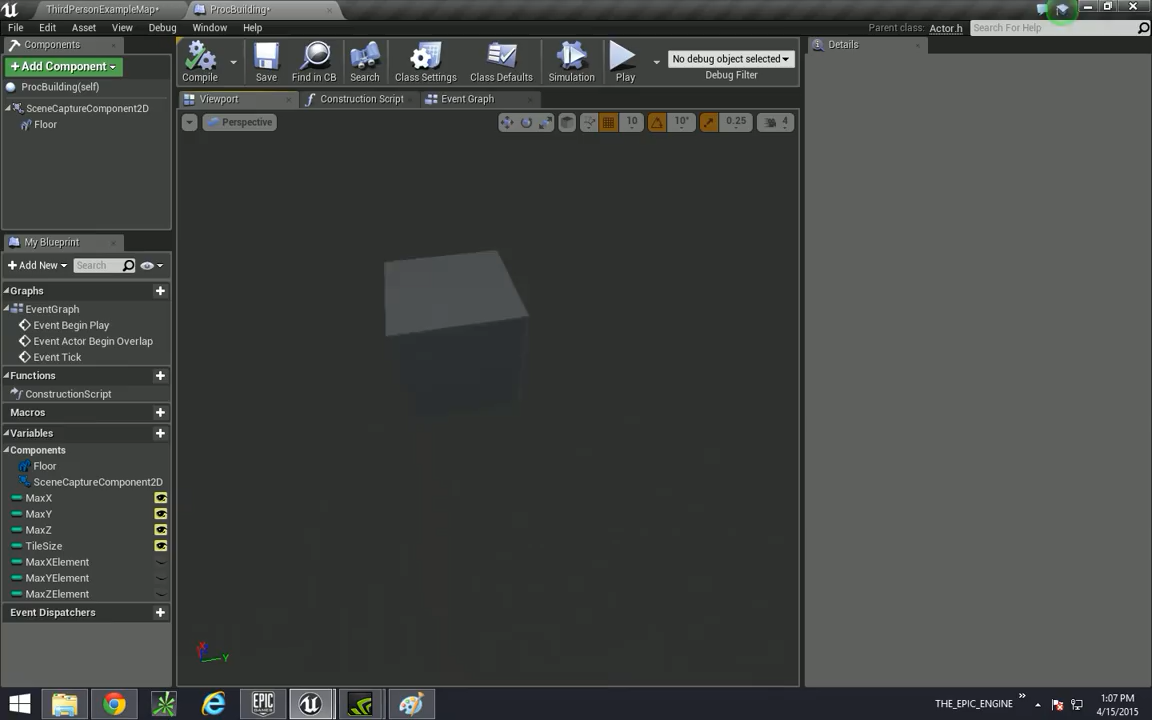 ThirdPersonExampleMap*
ProcBuilding*
File Edit Asset View Debug Window Help
Parent class: Actor.h Search For Help
Components
Details
+Add Component
Compile Save Find in CB Search Class Settings Class Defaults Simulation Play
No debug object selected
Debug Filter
ProcBuilding(self)
Viewport Construction Script Event Graph
SceneCaptureComponent2D
Floor
Perspective
10 10° 0.25 4
My Blueprint
+Add New Search
Graphs
EventGraph
Event Begin Play
Event Actor Begin Overlap
Event Tick
Functions
ConstructionScript
Macros
Variables
Components
Floor
SceneCaptureComponent2D
MaxX
MaxY
MaxZ
TileSize
MaxXElement
MaxYElement
MaxZElement
Event Dispatchers
X
Y
EPIC
GAMES
THE_EPIC_ENGINE
1:07 PM
4/15/2015